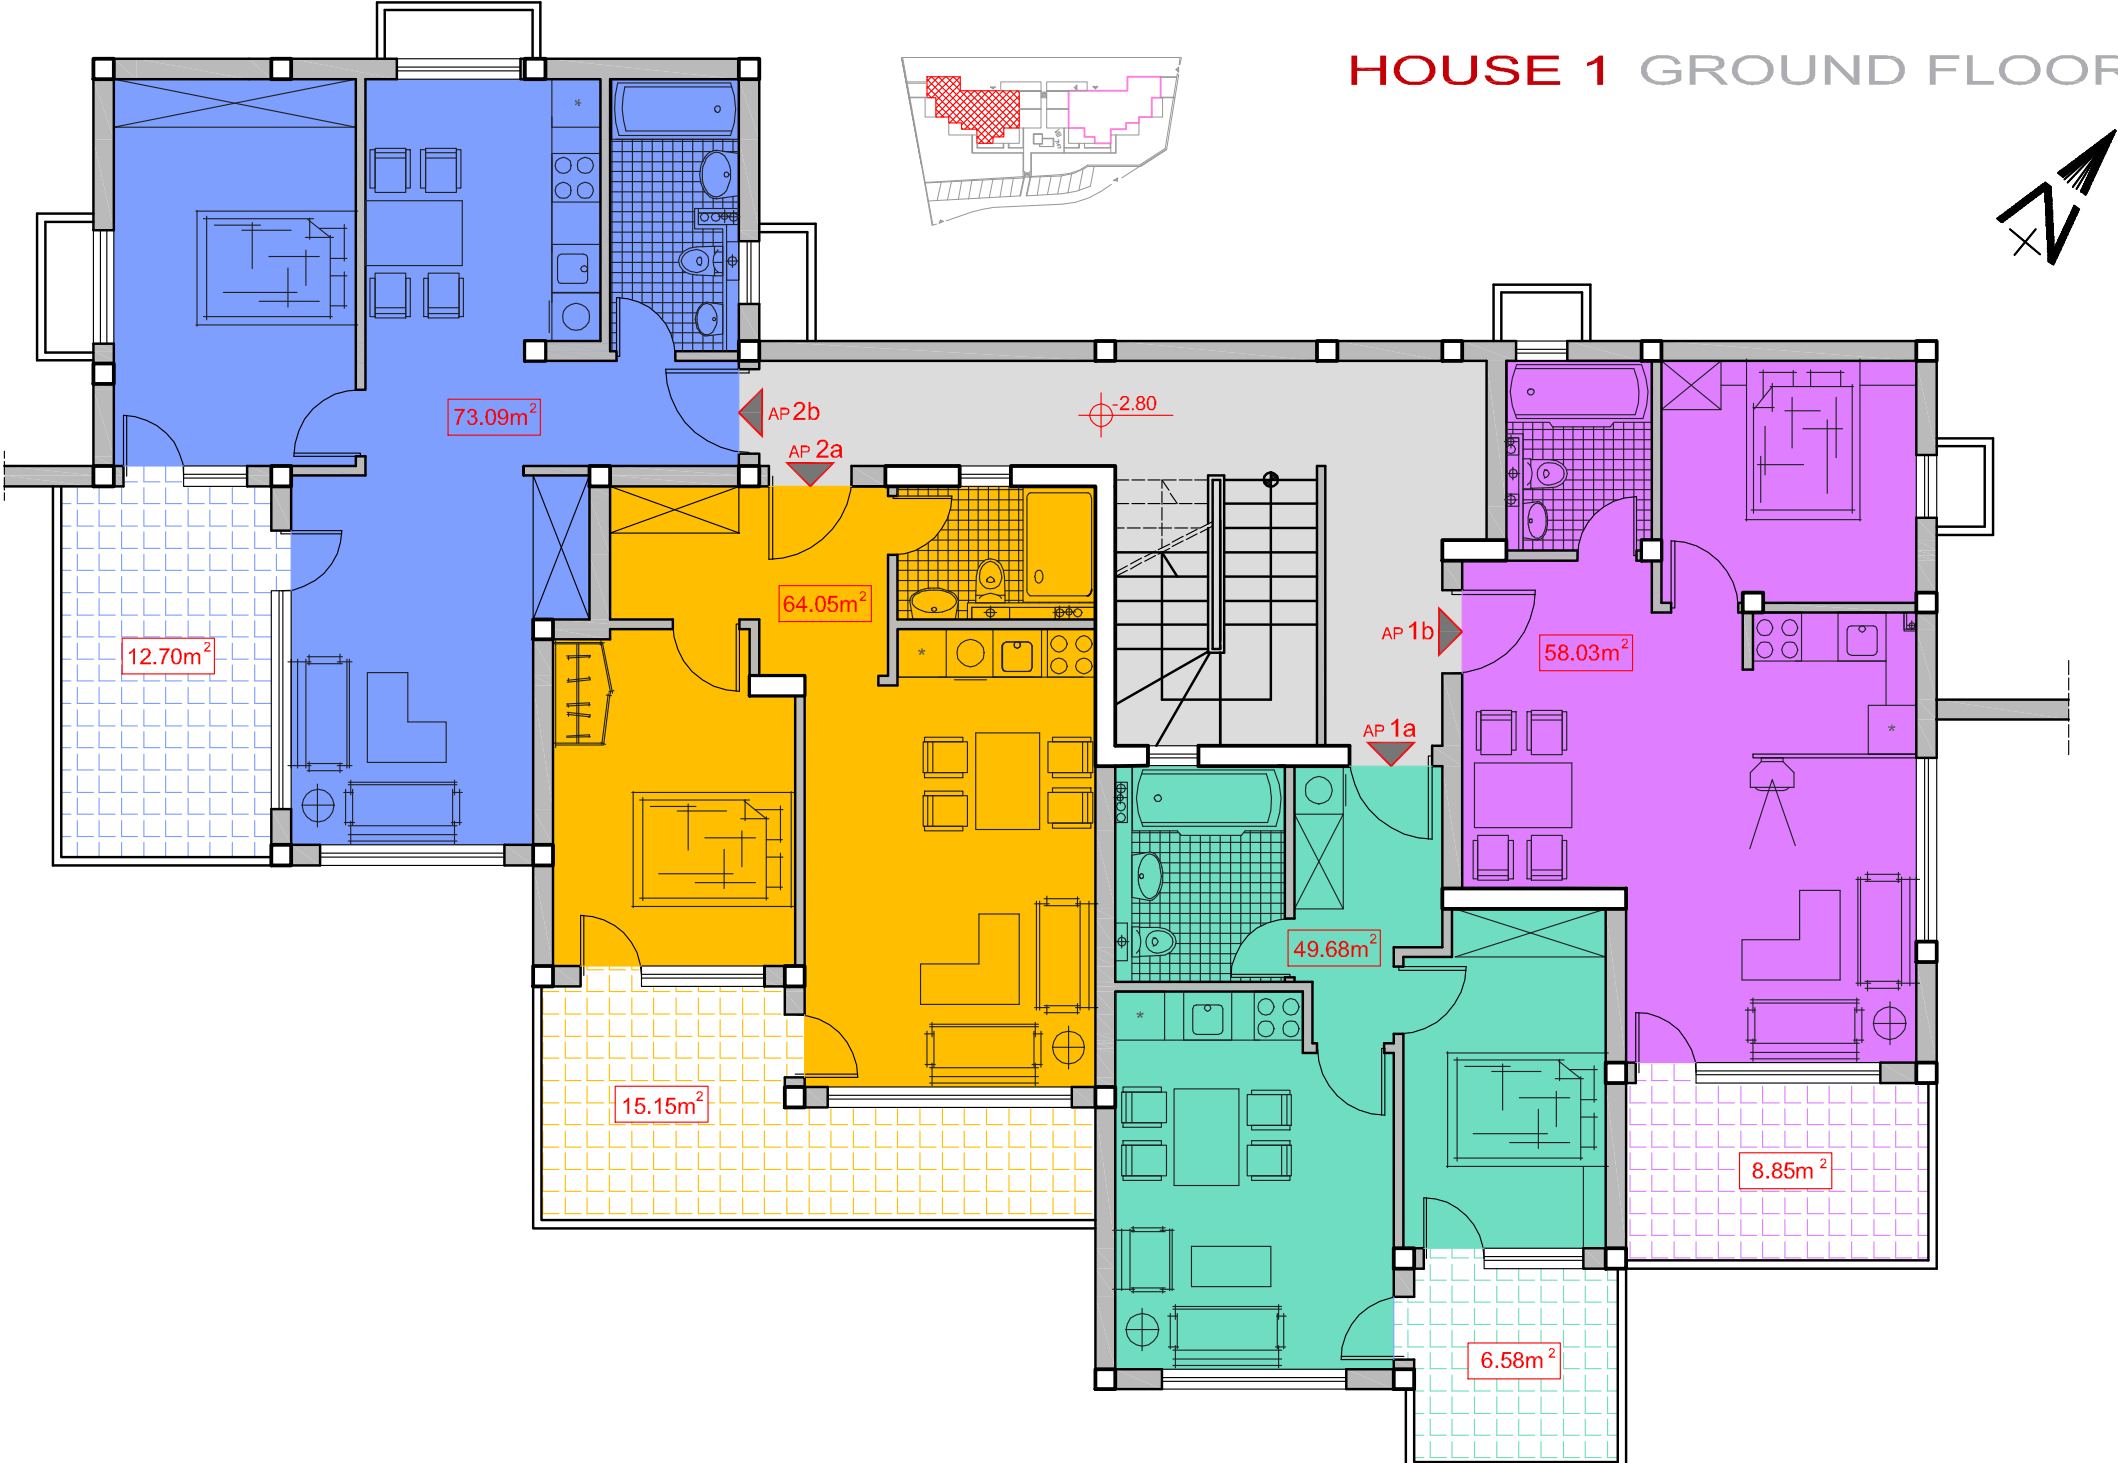 HOUSE 1 GROUND FLOOR
-2.80
AP 2b
73.09m²
AP 2a
64.05m²
AP 1b
58.03m²
12.70m²
AP 1a
49.68m²
15.15m²
8.85m²
6.58m²